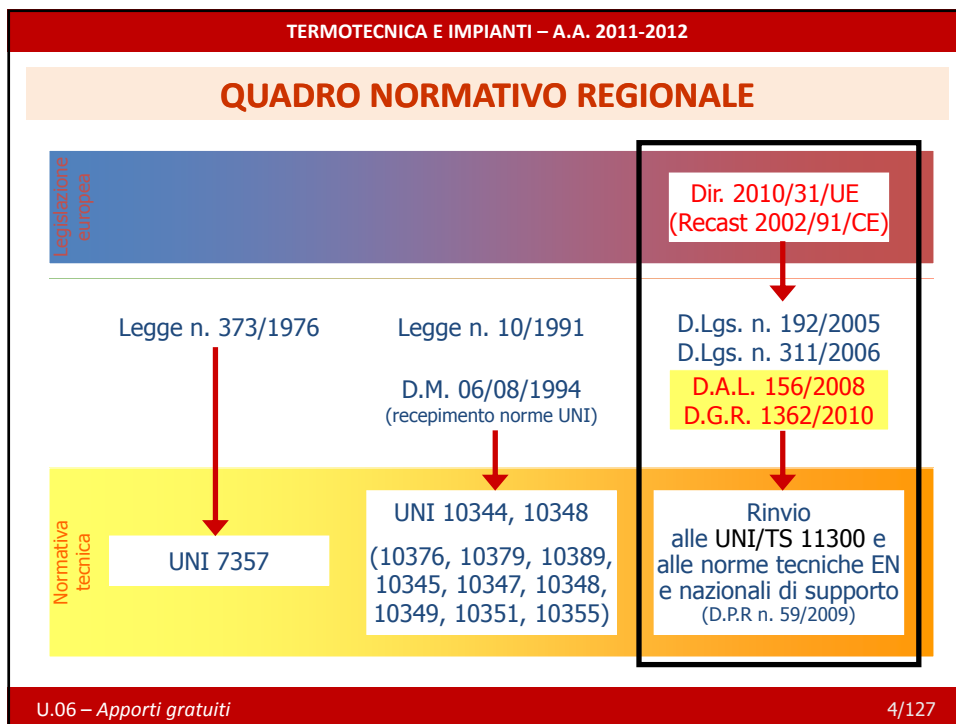 TERMOTECNICA E IMPIANTI – A.A. 2011-2012
QUADRO NORMATIVO REGIONALE
Legislazione
europea
Dir. 2010/31/UE
(Recast 2002/91/CE)
Legge n. 373/1976
Legge n. 10/1991
D.M. 06/08/1994
(recepimento norme UNI)
D.Lgs. n. 192/2005
D.Lgs. n. 311/2006
D.A.L. 156/2008
D.G.R. 1362/2010
Normativa
tecnica
UNI 7357
UNI 10344, 10348
(10376, 10379, 10389,
10345, 10347, 10348,
10349, 10351, 10355)
Rinvio
alle UNI/TS 11300 e
alle norme tecniche EN
e nazionali di supporto
(D.P.R n. 59/2009)
U.06 – Apporti gratuiti
4/127